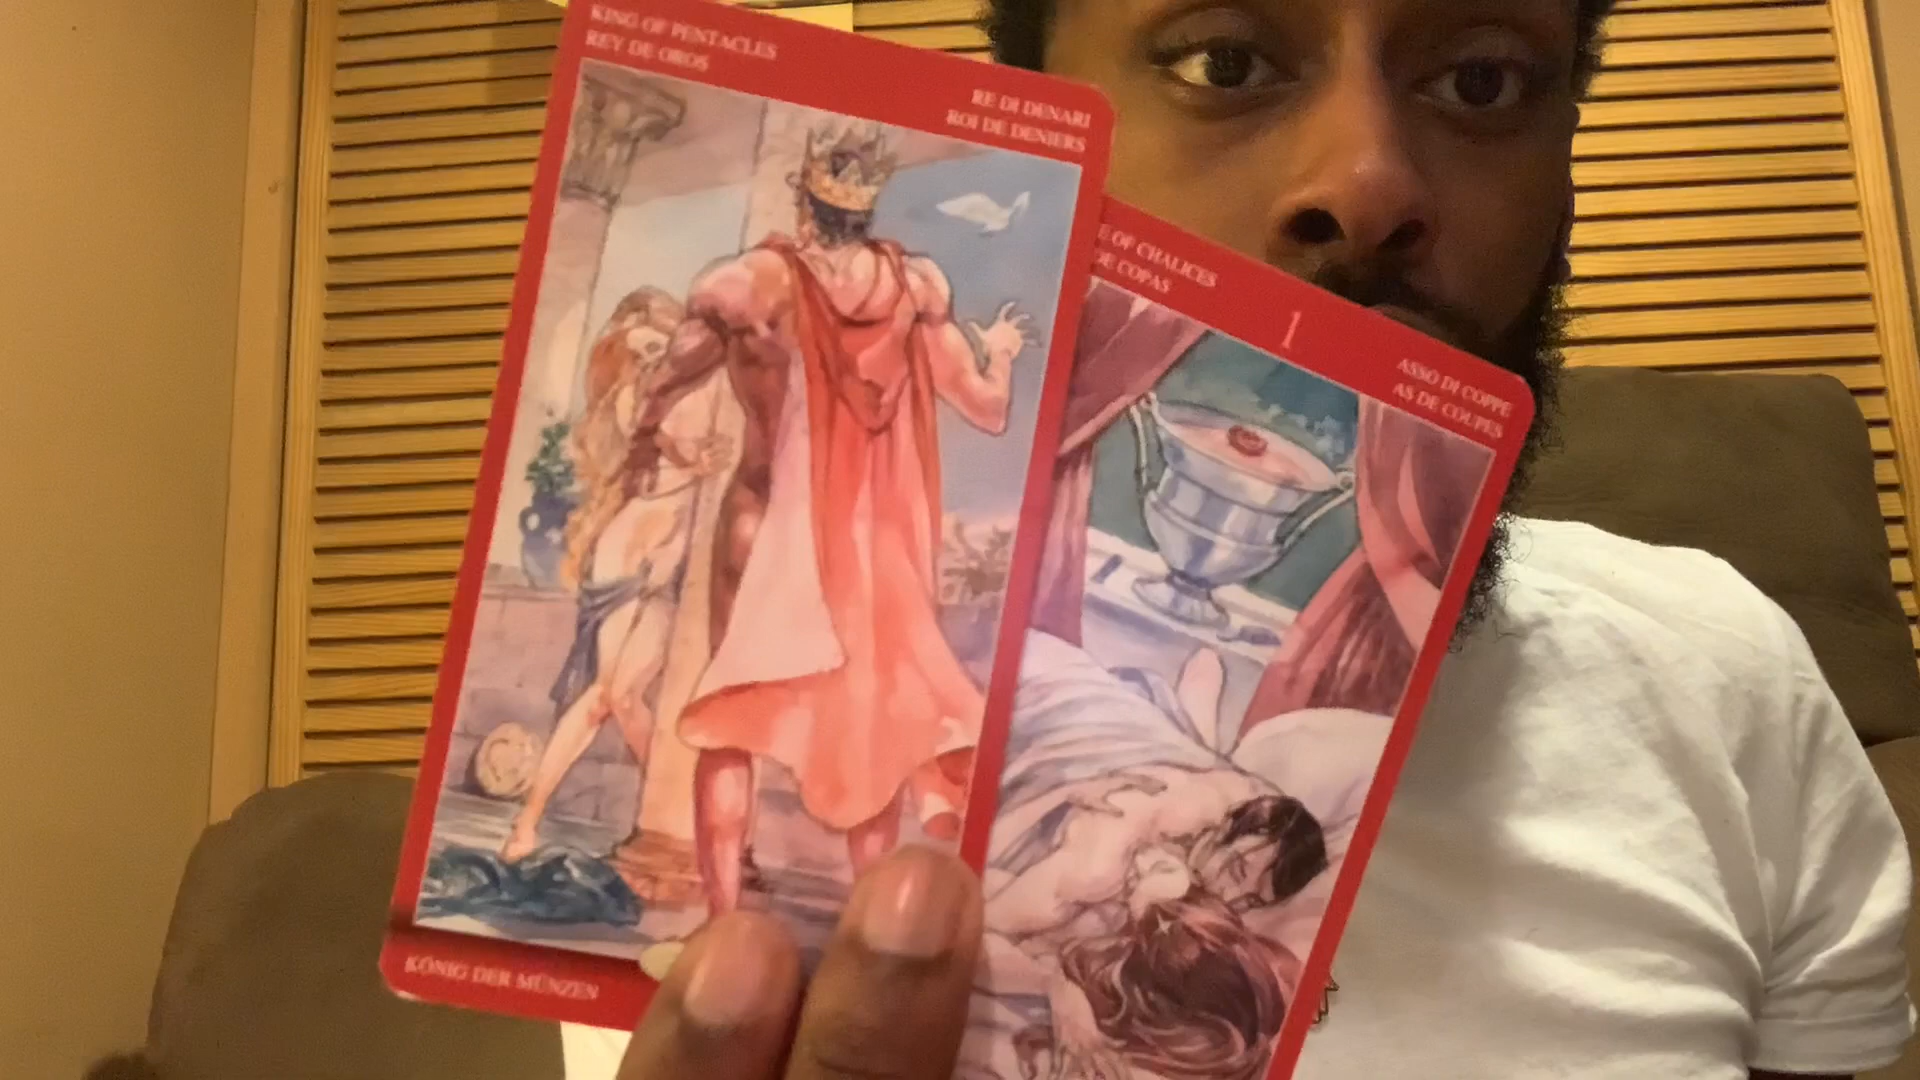 KING OF PENTACLES
REY DE OROS
RE DI DENARI
ROI DE DENIERS
KÖNIG DER MÜNZEN
E OF CHALICES
DE COPAS
1
ASSO DI COPPE
AS DE COUPES